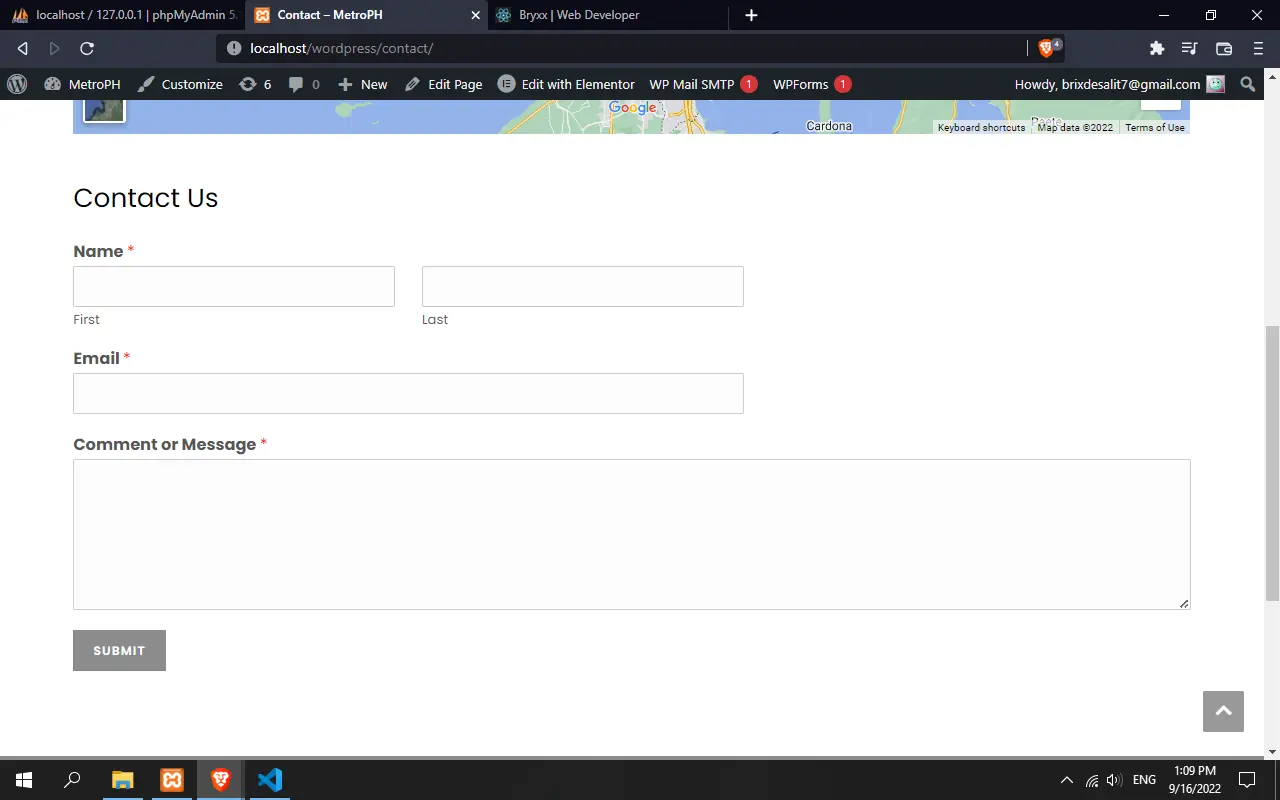 localhost / 127.0.0.1 | phpMyAdmin 5.
Contact – MetroPH
Bryxx | Web Developer
localhost/wordpress/contact/
4
MetroPH
Customize
6
0
New
Edit Page
Edit with Elementor
WP Mail SMTP 1
WPForms 1
Howdy, brixdesalit7@gmail.com
Google
Cardona
Paete
Keyboard shortcuts
Map data ©2022
Terms of Use
Contact Us
Name *
First
Last
Email *
Comment or Message *
SUBMIT
ENG
1:09 PM
9/16/2022